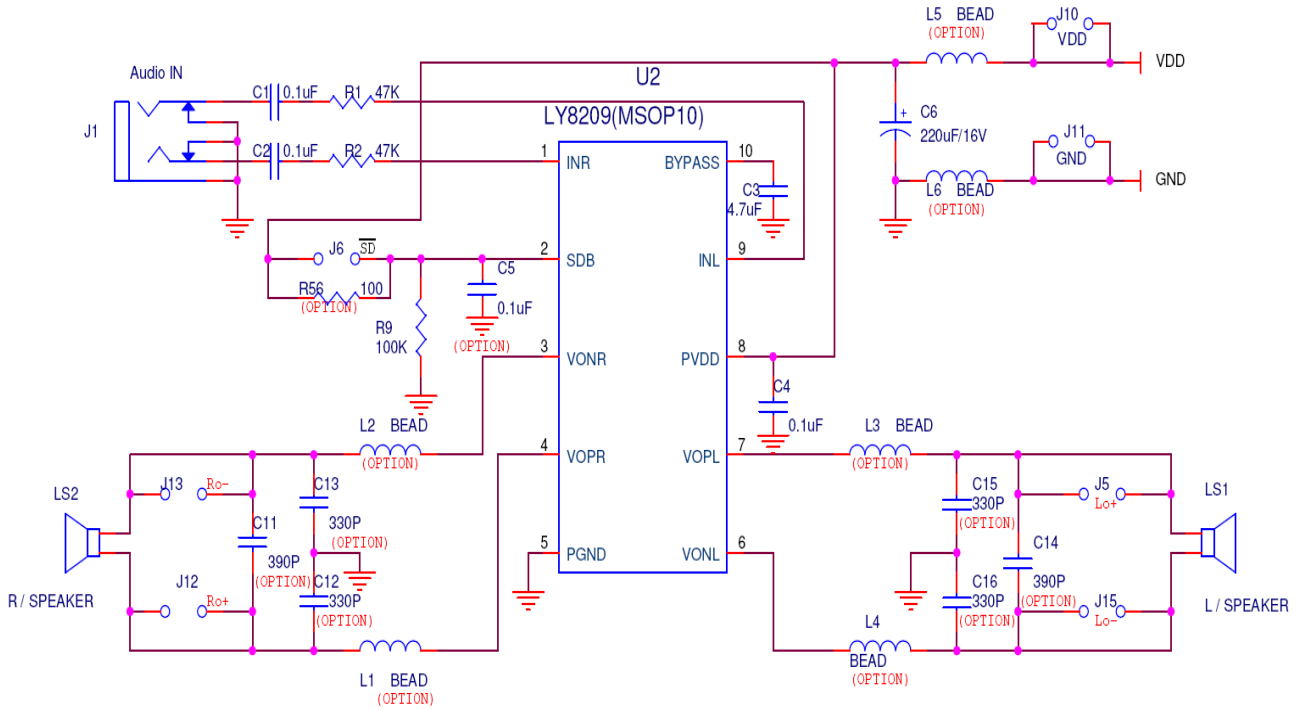 L5 BEAD
(OPTION)
J10
VDD
VDD
Audio IN
U2
LY8209(MSOP10)
C1
0.1uF
R1
47K
J1
C6
+
220uF/16V
J11
GND
GND
C2
0.1uF
R2
47K
L6 BEAD
(OPTION)
1
INR
BYPASS
10
C3
4.7uF
J6
SD
2
SDB
INL
9
C5
0.1uF
(OPTION)
R56
100
(OPTION)
R9
100K
3
VONR
PVDD
8
C4
0.1uF
L2 BEAD
(OPTION)
4
VOPR
VOPL
7
L3 BEAD
(OPTION)
LS2
J13
Ro-
C13
330P
(OPTION)
C11
390P
(OPTION)
C15
330P
(OPTION)
J5
Lo+
LS1
5
PGND
VONL
6
C14
390P
(OPTION)
J12
Ro+
C12
330P
(OPTION)
R / SPEAKER
C16
330P
(OPTION)
J15
Lo-
L / SPEAKER
L4
BEAD
(OPTION)
L1 BEAD
(OPTION)